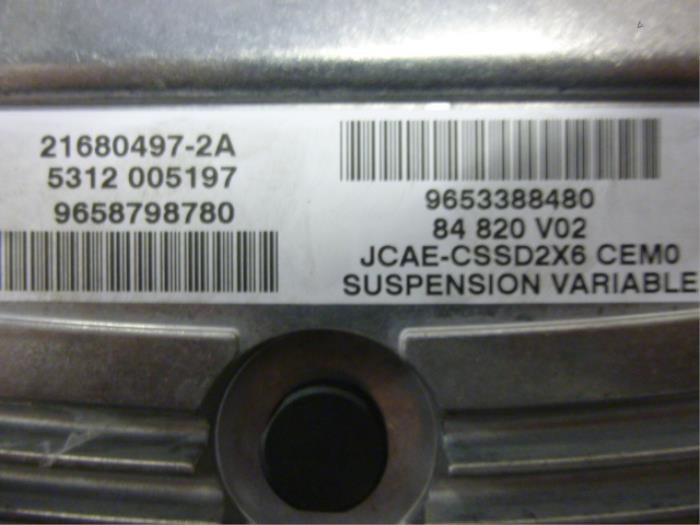 21680497-2A
5312 005197
9658798780
9653388480
84 820 V02
JCAE-CSSD2X6 CEM0
SUSPENSION VARIABLE